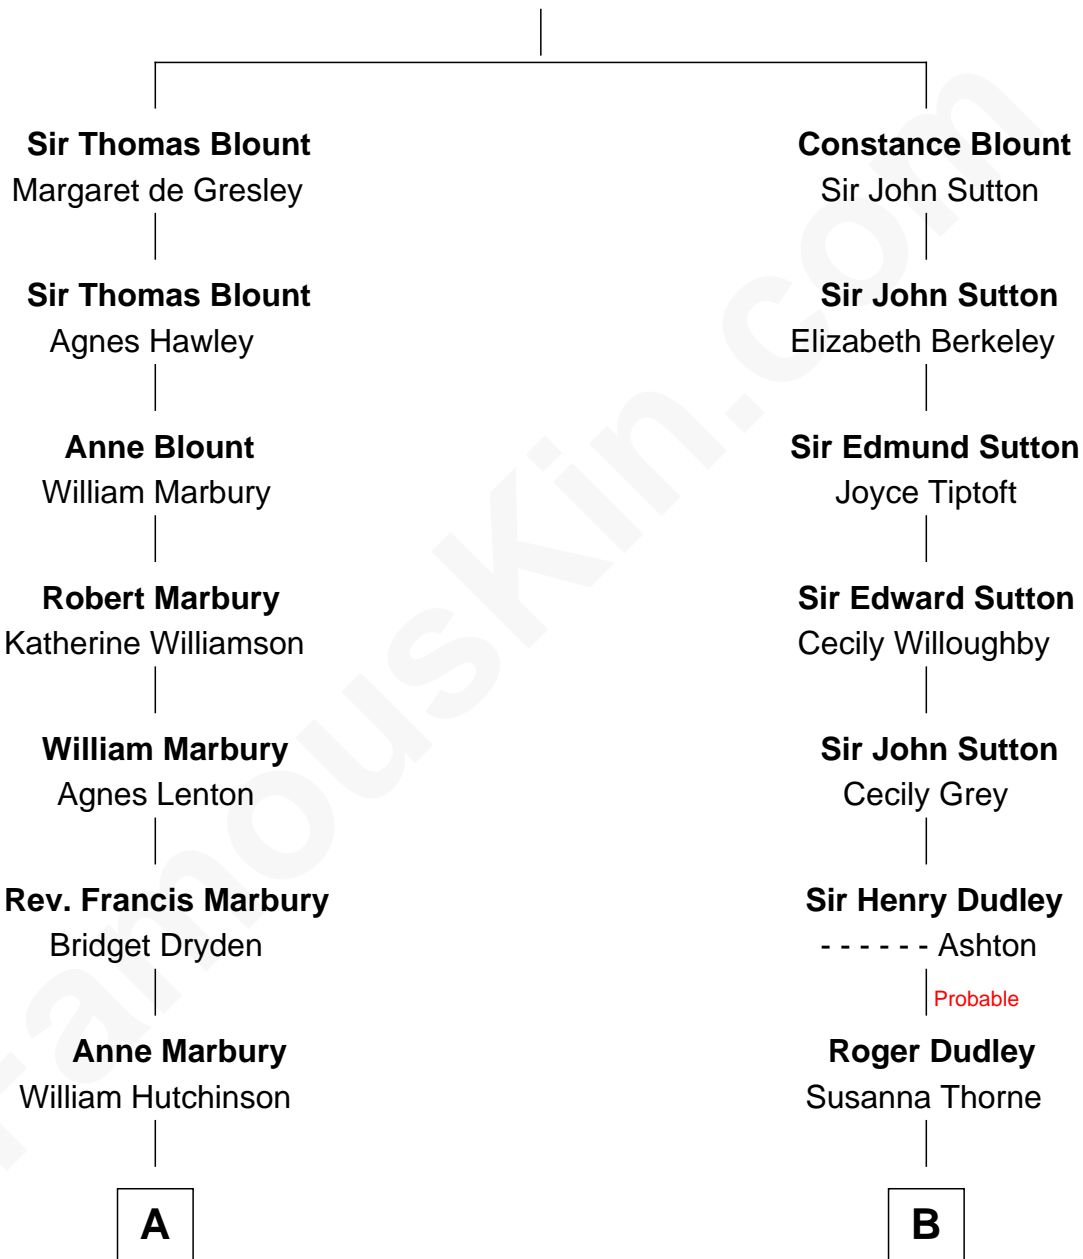 Sir Thomas Blount
Margaret de Gresley
Sir Thomas Blount
Agnes Hawley
Anne Blount
William Marbury
Robert Marbury
Katherine Williamson
William Marbury
Agnes Lenton
Rev. Francis Marbury
Bridget Dryden
Anne Marbury
William Hutchinson
A
Constance Blount
Sir John Sutton
Sir John Sutton
Elizabeth Berkeley
Sir Edmund Sutton
Joyce Tiptoft
Sir Edward Sutton
Cecily Willoughby
Sir John Sutton
Cecily Grey
Sir Henry Dudley
- - - - - - Ashton
Probable
Roger Dudley
Susanna Thorne
B
FamousKin.com